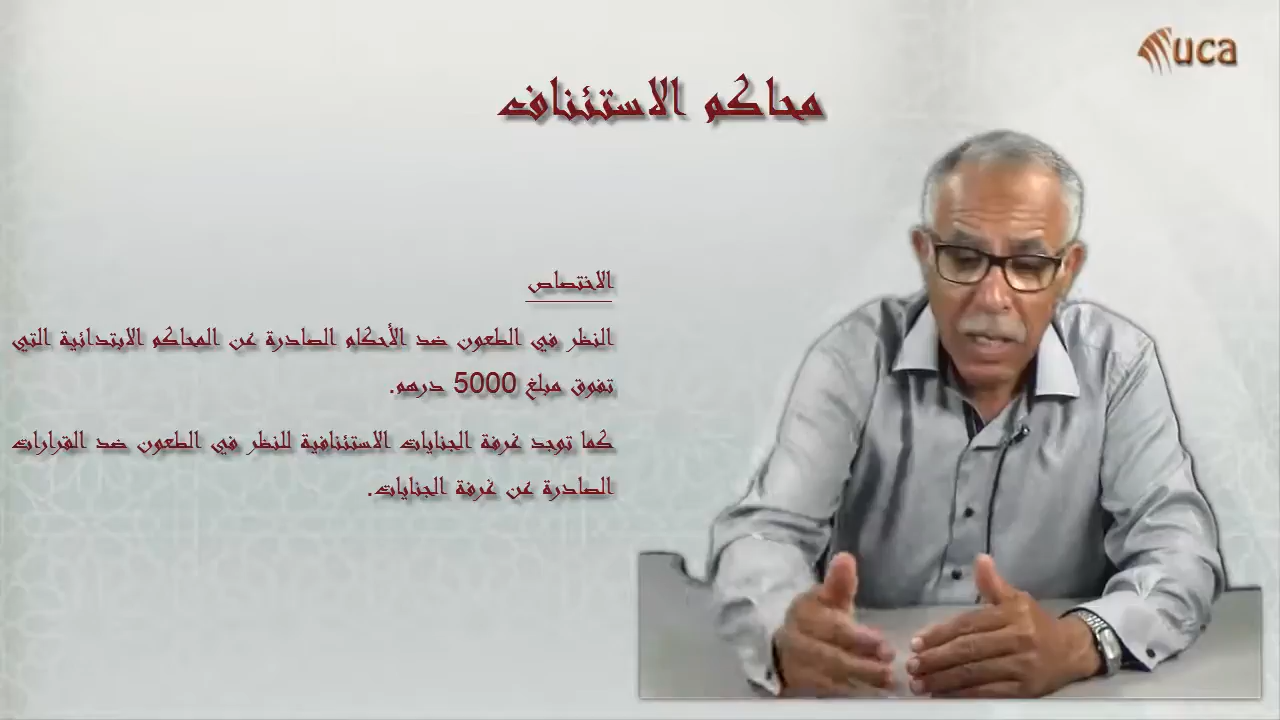 uca
محاكم الاستئناف
الاختصاص
النظر في الطعون ضد الأحكام الصادرة عن المحاكم الابتدائية التي
تفوق مبلغ 5000 درهم.
كما توجد غرفة الجنايات الاستئنافية للنظر في الطعون ضد القرارات
الصادرة عن غرفة الجنايات.